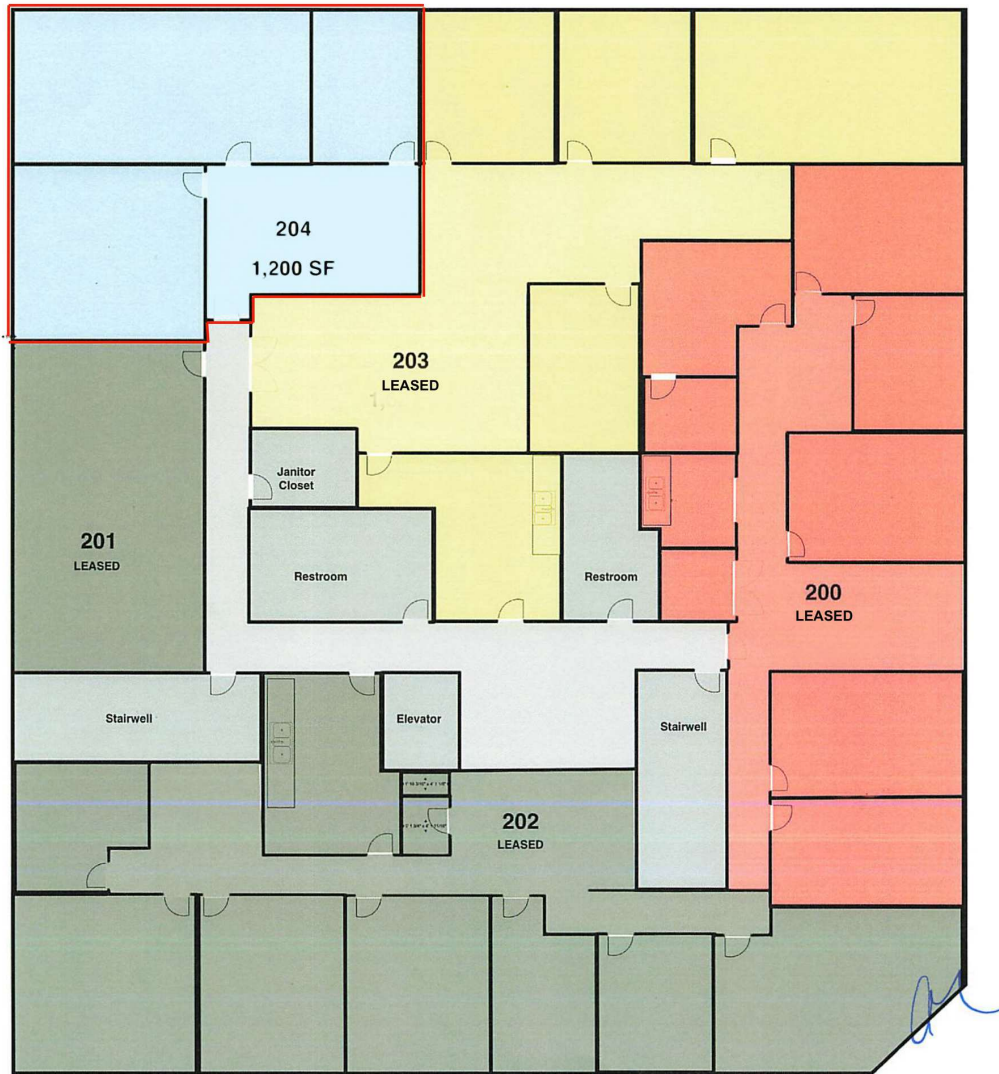 204
1,200 SF
203
LEASED
Janitor
Closet
201
LEASED
Restroom
Restroom
200
LEASED
Stairwell
Elevator
Stairwell
202
LEASED